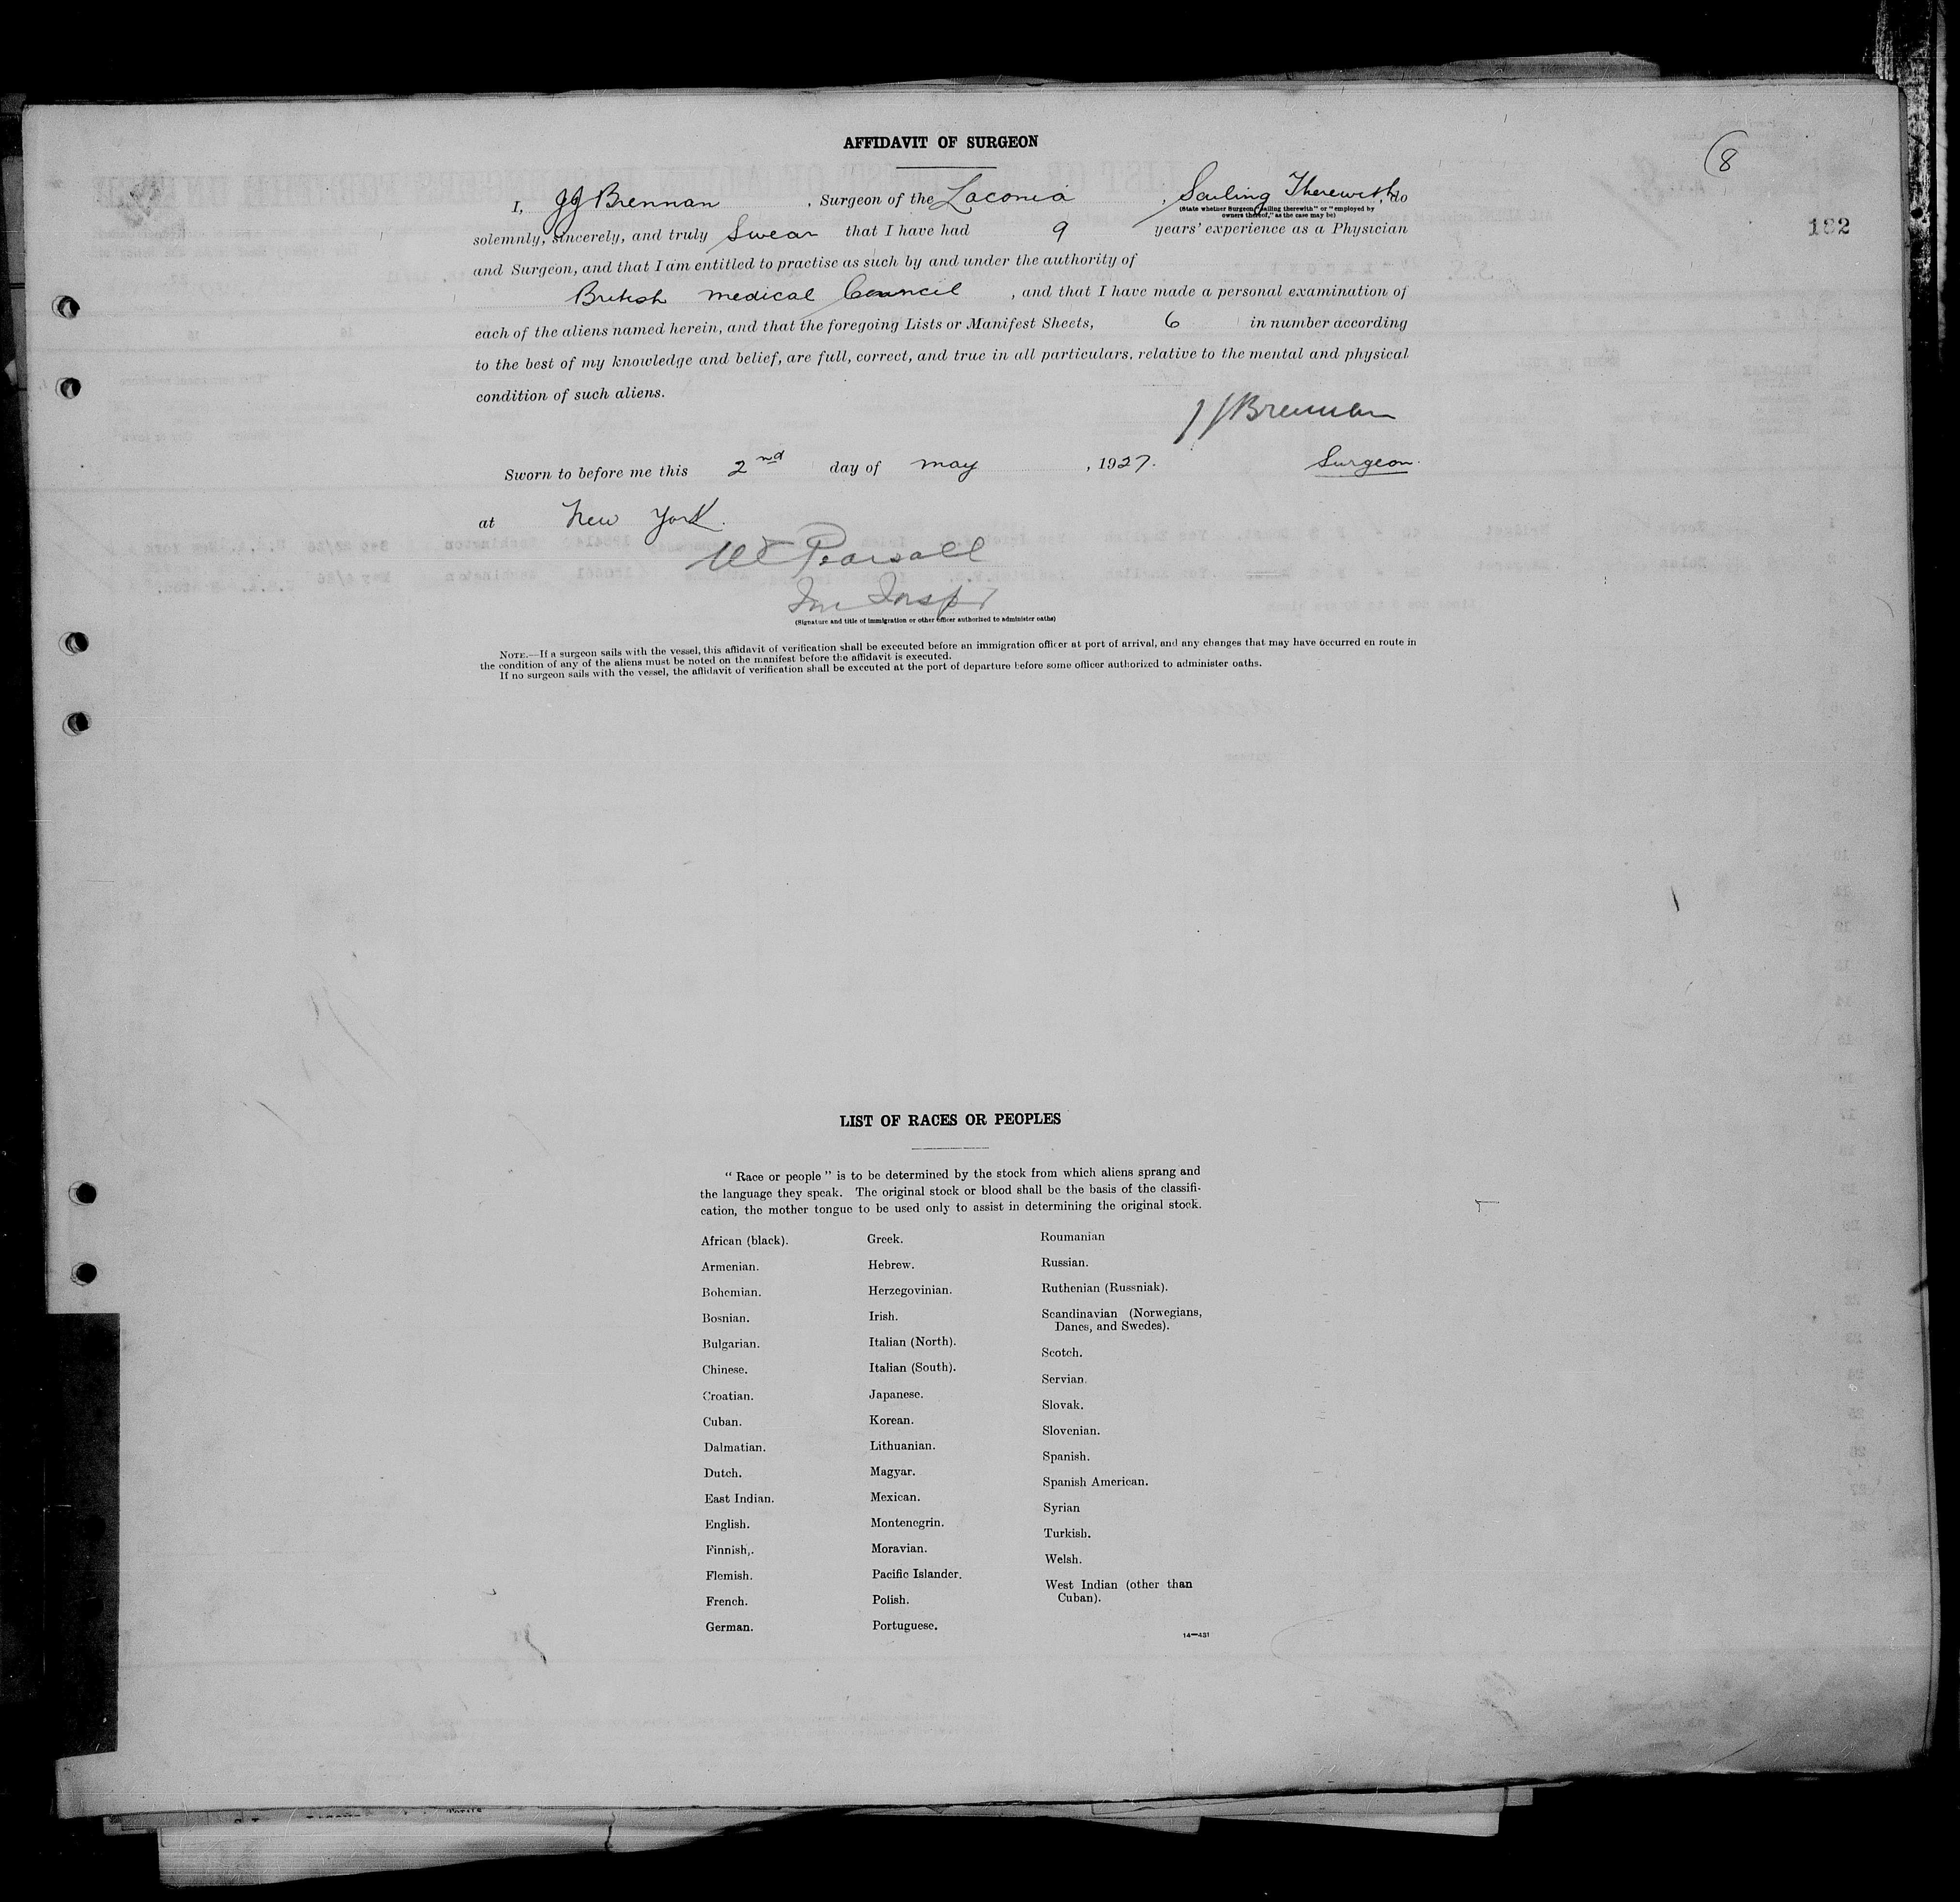 AFFIDAVIT OF SURGEON
8
182
I, JJ Brennan, Surgeon of the Laconia, Sailing Therewith, do
(State whether Surgeon "sailing therewith" or "employed by
owners thereof," as the case may be)
solemnly, sincerely, and truly Swear that I have had 9 years' experience as a Physician
and Surgeon, and that I am entitled to practise as such by and under the authority of
British Medical Council, and that I have made a personal examination of
each of the aliens named herein, and that the foregoing Lists or Manifest Sheets, 6 in number according
to the best of my knowledge and belief, are full, correct, and true in all particulars, relative to the mental and physical
condition of such aliens.
JJ Brennan
Surgeon.
Sworn to before me this 2nd day of may, 1927.
at New York.
Pearsall
(Signature and title of immigration or other officer authorized to administer oaths)
NOTE.—If a surgeon sails with the vessel, this affidavit of verification shall be executed before an immigration officer at port of arrival, and any changes that may have occurred en route in
the condition of any of the aliens must be noted on the manifest before the affidavit is executed.
If no surgeon sails with the vessel, the affidavit of verification shall be executed at the port of departure before some officer authorized to administer oaths.
LIST OF RACES OR PEOPLES
"Race or people" is to be determined by the stock from which aliens sprang and
the language they speak. The original stock or blood shall be the basis of the classifi-
cation, the mother tongue to be used only to assist in determining the original stock.
African (black).
Armenian.
Bohemian.
Bosnian.
Bulgarian.
Chinese.
Croatian.
Cuban.
Dalmatian.
Dutch.
East Indian.
English.
Finnish,.
Flemish.
French.
German.
Greek.
Hebrew.
Herzegovinian.
Irish.
Italian (North).
Italian (South).
Japanese.
Korean.
Lithuanian.
Magyar.
Mexican.
Montenegrin.
Moravian.
Pacific Islander.
Polish.
Portuguese.
Roumanian
Russian.
Ruthenian (Russniak).
Scandinavian (Norwegians,
Danes, and Swedes).
Scotch.
Servian.
Slovak.
Slovenian.
Spanish.
Spanish American.
Syrian
Turkish.
Welsh.
West Indian (other than
Cuban).
14—431